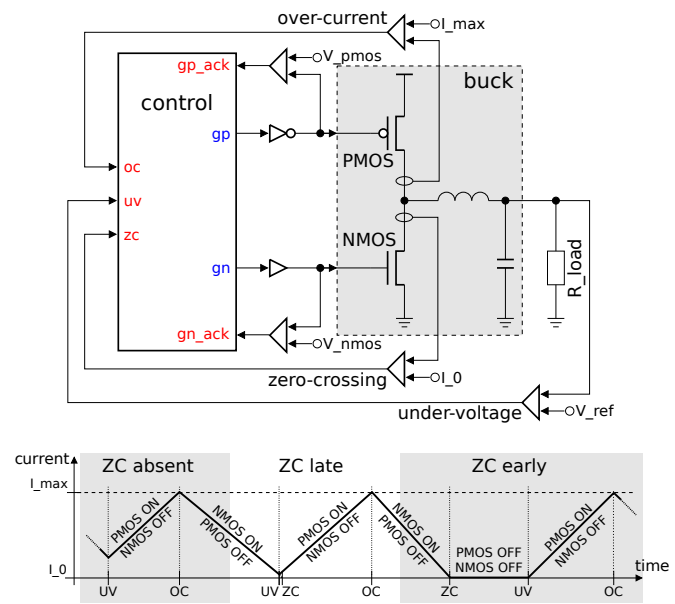 over-current
I_max
V_pmos
gp_ack
buck
control
gp
PMOS
oc
uv
zc
NMOS
gn
R_load
gn_ack
V_nmos
zero-crossing
I_0
under-voltage
V_ref
current
ZC absent
ZC late
ZC early
I_max
PMOS ON
NMOS OFF
NMOS ON
PMOS OFF
PMOS ON
NMOS OFF
NMOS ON
PMOS OFF
PMOS OFF
NMOS OFF
PMOS ON
NMOS OFF
time
I_0
UV
OC
UV
ZC
OC
ZC
UV
OC